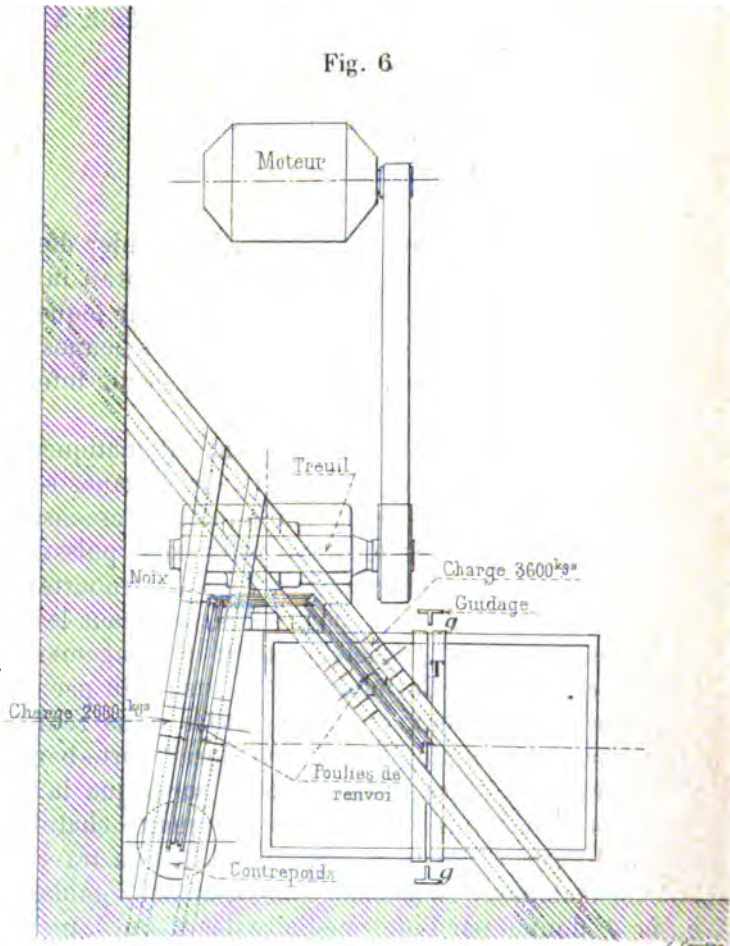 Fig. 6
Moteur
Treuil
Charge 3600kgs
Noix
Guidage
g
T
Charge 2000kgs
Poulies de
renvoi
Contrepoids
g